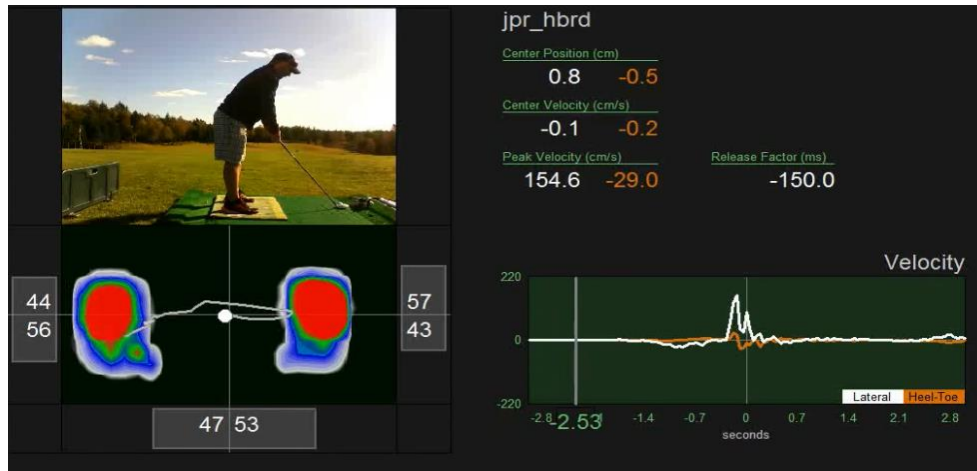 jpr_hbrd
Center Position (cm)
0.8 -0.5
Center Velocity (cm/s)
-0.1 -0.2
Peak Velocity (cm/s) Release Factor (ms)
154.6 -29.0 -150.0
44 57
56 43
47 53
Velocity
220
0
-220
Lateral Heel-Toe
-2.8 -2.53 -1.4 -0.7 0 0.7 1.4 2.1 2.8
seconds